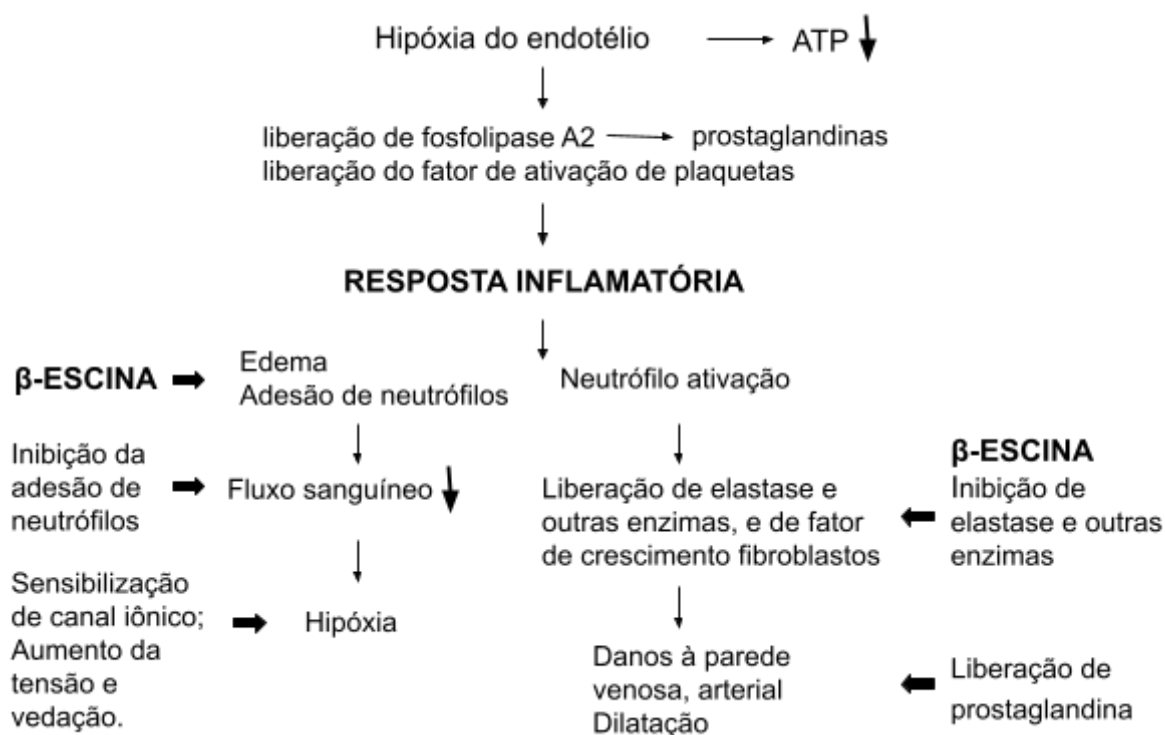 Hipóxia do endotélio
ATP
liberação de fosfolipase A2
prostaglandinas
liberação do fator de ativação de plaquetas
RESPOSTA INFLAMATÓRIA
β-ESCINA
Edema
Adesão de neutrófilos
Neutrófilo ativação
Inibição da
adesão de
neutrófilos
Fluxo sanguíneo
Liberação de elastase e
outras enzimas, e de fator
de crescimento fibroblastos
β-ESCINA
Inibição de
elastase e outras
enzimas
Sensibilização
de canal iônico;
Aumento da
tensão e
vedação.
Hipóxia
Danos à parede
venosa, arterial
Dilatação
Liberação de
prostaglandina